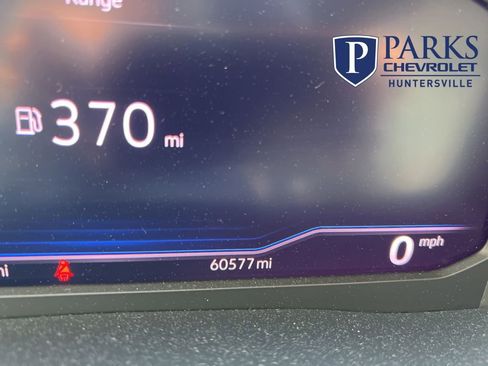 Range
P PARKS
CHEVROLET
HUNTERSVILLE
370 mi
0 mph
mi 60577 mi